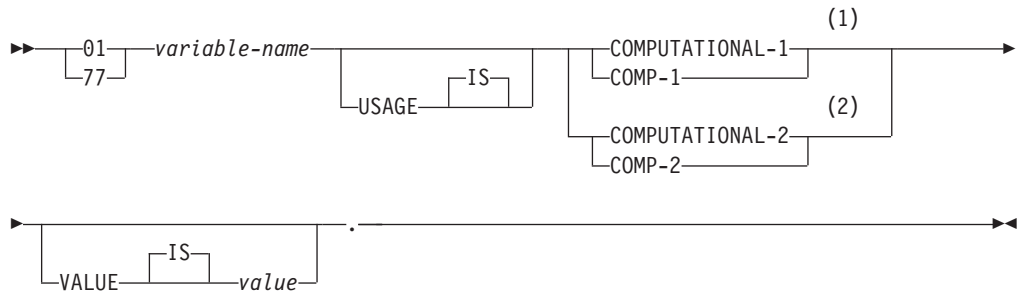 (1)
01 variable-name COMPUTATIONAL-1
77 IS COMP-1
USAGE (2)
COMPUTATIONAL-2
COMP-2
.
IS
VALUE value